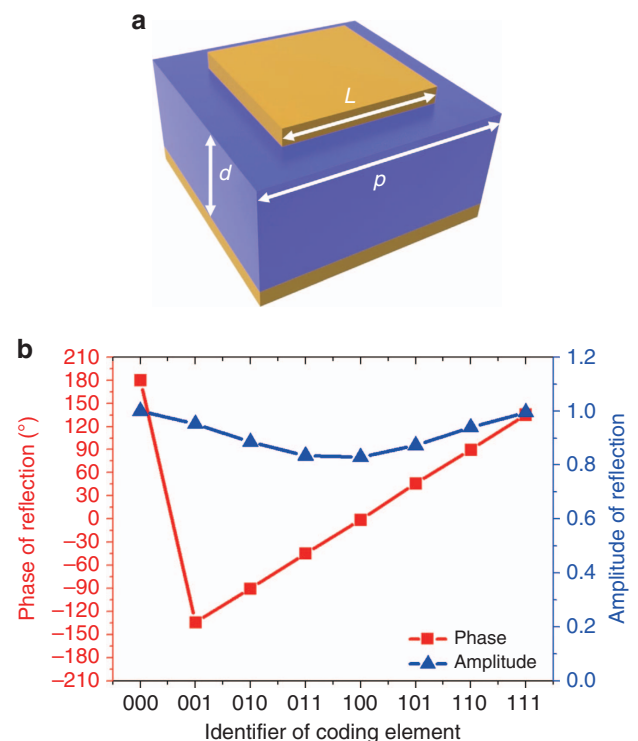 a
L
d
p
b
Phase of reflection (°)
210
180
150
120
90
60
30
0
−30
−60
−90
−120
−150
−180
−210
1.2
1.0
0.8
0.6
0.4
0.2
0.0
Amplitude of reflection
Phase
Amplitude
000 001 010 011 100 101 110 111
Identifier of coding element